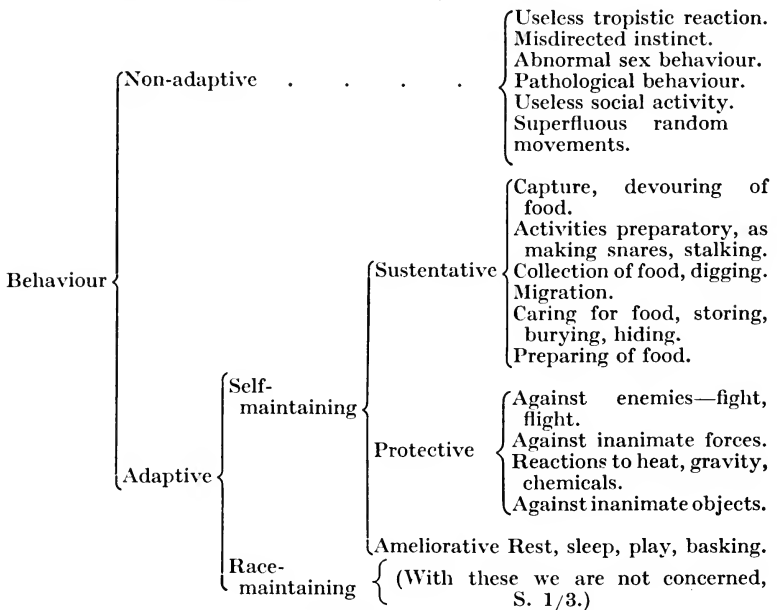 Useless tropistic reaction.
Misdirected instinct.
Abnormal sex behaviour.
Non-adaptive . . . . Pathological behaviour.
Useless social activity.
Superfluous random
movements.
Capture, devouring of
food.
Activities preparatory, as
making snares, stalking.
Behaviour
Sustentative Collection of food, digging.
Migration.
Caring for food, storing,
burying, hiding.
Preparing of food.
Self-
maintaining
Against enemies—fight,
flight.
Protective
Against inanimate forces.
Adaptive
Reactions to heat, gravity,
chemicals.
Against inanimate objects.
Ameliorative Rest, sleep, play, basking.
Race-
maintaining
(With these we are not concerned,
S. 1/3.)